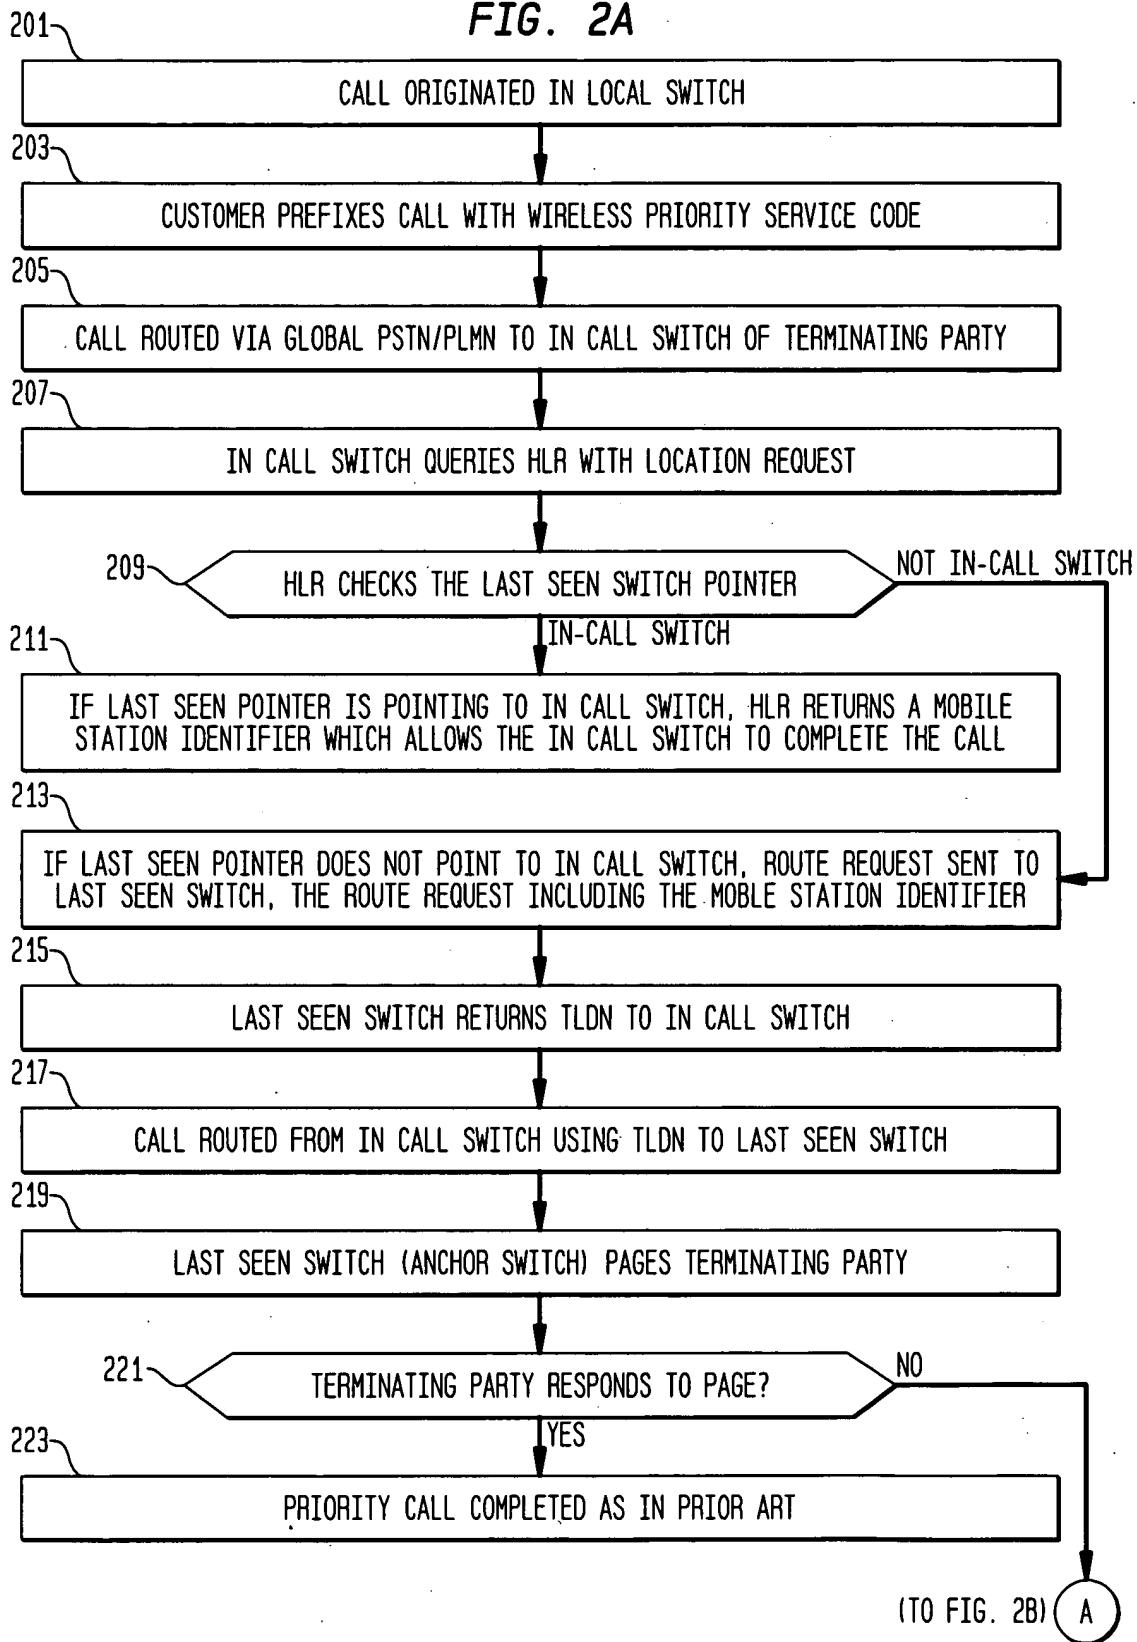 FIG. 2A
201
CALL ORIGINATED IN LOCAL SWITCH
203
CUSTOMER PREFIXES CALL WITH WIRELESS PRIORITY SERVICE CODE
205
CALL ROUTED VIA GLOBAL PSTN/PLMN TO IN CALL SWITCH OF TERMINATING PARTY
207
IN CALL SWITCH QUERIES HLR WITH LOCATION REQUEST
209
HLR CHECKS THE LAST SEEN SWITCH POINTER
NOT IN-CALL SWITCH
IN-CALL SWITCH
211
IF LAST SEEN POINTER IS POINTING TO IN CALL SWITCH, HLR RETURNS A MOBILE
STATION IDENTIFIER WHICH ALLOWS THE IN CALL SWITCH TO COMPLETE THE CALL
213
IF LAST SEEN POINTER DOES NOT POINT TO IN CALL SWITCH, ROUTE REQUEST SENT TO
LAST SEEN SWITCH, THE ROUTE REQUEST INCLUDING THE MOBLE STATION IDENTIFIER
215
LAST SEEN SWITCH RETURNS TLDN TO IN CALL SWITCH
217
CALL ROUTED FROM IN CALL SWITCH USING TLDN TO LAST SEEN SWITCH
219
LAST SEEN SWITCH (ANCHOR SWITCH) PAGES TERMINATING PARTY
221
TERMINATING PARTY RESPONDS TO PAGE?
NO
YES
223
PRIORITY CALL COMPLETED AS IN PRIOR ART
(TO FIG. 2B) A